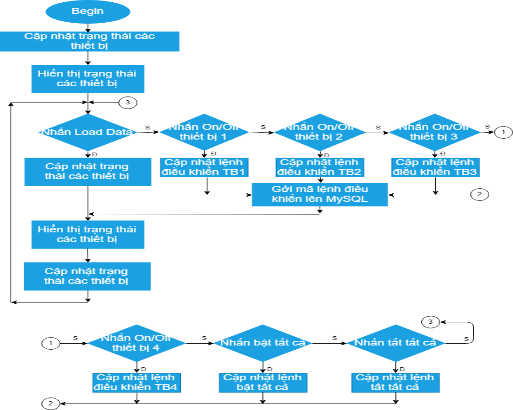 Begin
Cập nhật trạng thái các
thiết bị
Hiển thị trạng thái
các thiết bị
3
Nhấn Load Data
S
Nhấn On/Off
thiết bị 1
S
Nhấn On/Off
thiết bị 2
S
Nhấn On/Off
thiết bị 3
S
1
Đ
Đ
Đ
Đ
Cập nhật trạng
thái các thiết bị
Cập nhật lệnh
điều khiển TB1
Cập nhật lệnh
điều khiển TB2
Cập nhật lệnh
điều khiển TB3
Gởi mã lệnh điều
khiển lên MySQL
2
Hiển thị trạng thái
các thiết bị
Cập nhật trạng
thái các thiết bị
3
1
S
Nhấn On/Off
thiết bị 4
S
Nhấn bật tất cả
S
Nhấn tắt tất cả
S
D
D
D
Cập nhật lệnh
điều khiển TB4
Cập nhật lệnh
bật tất cả
Cập nhật lệnh
tắt tất cả
2